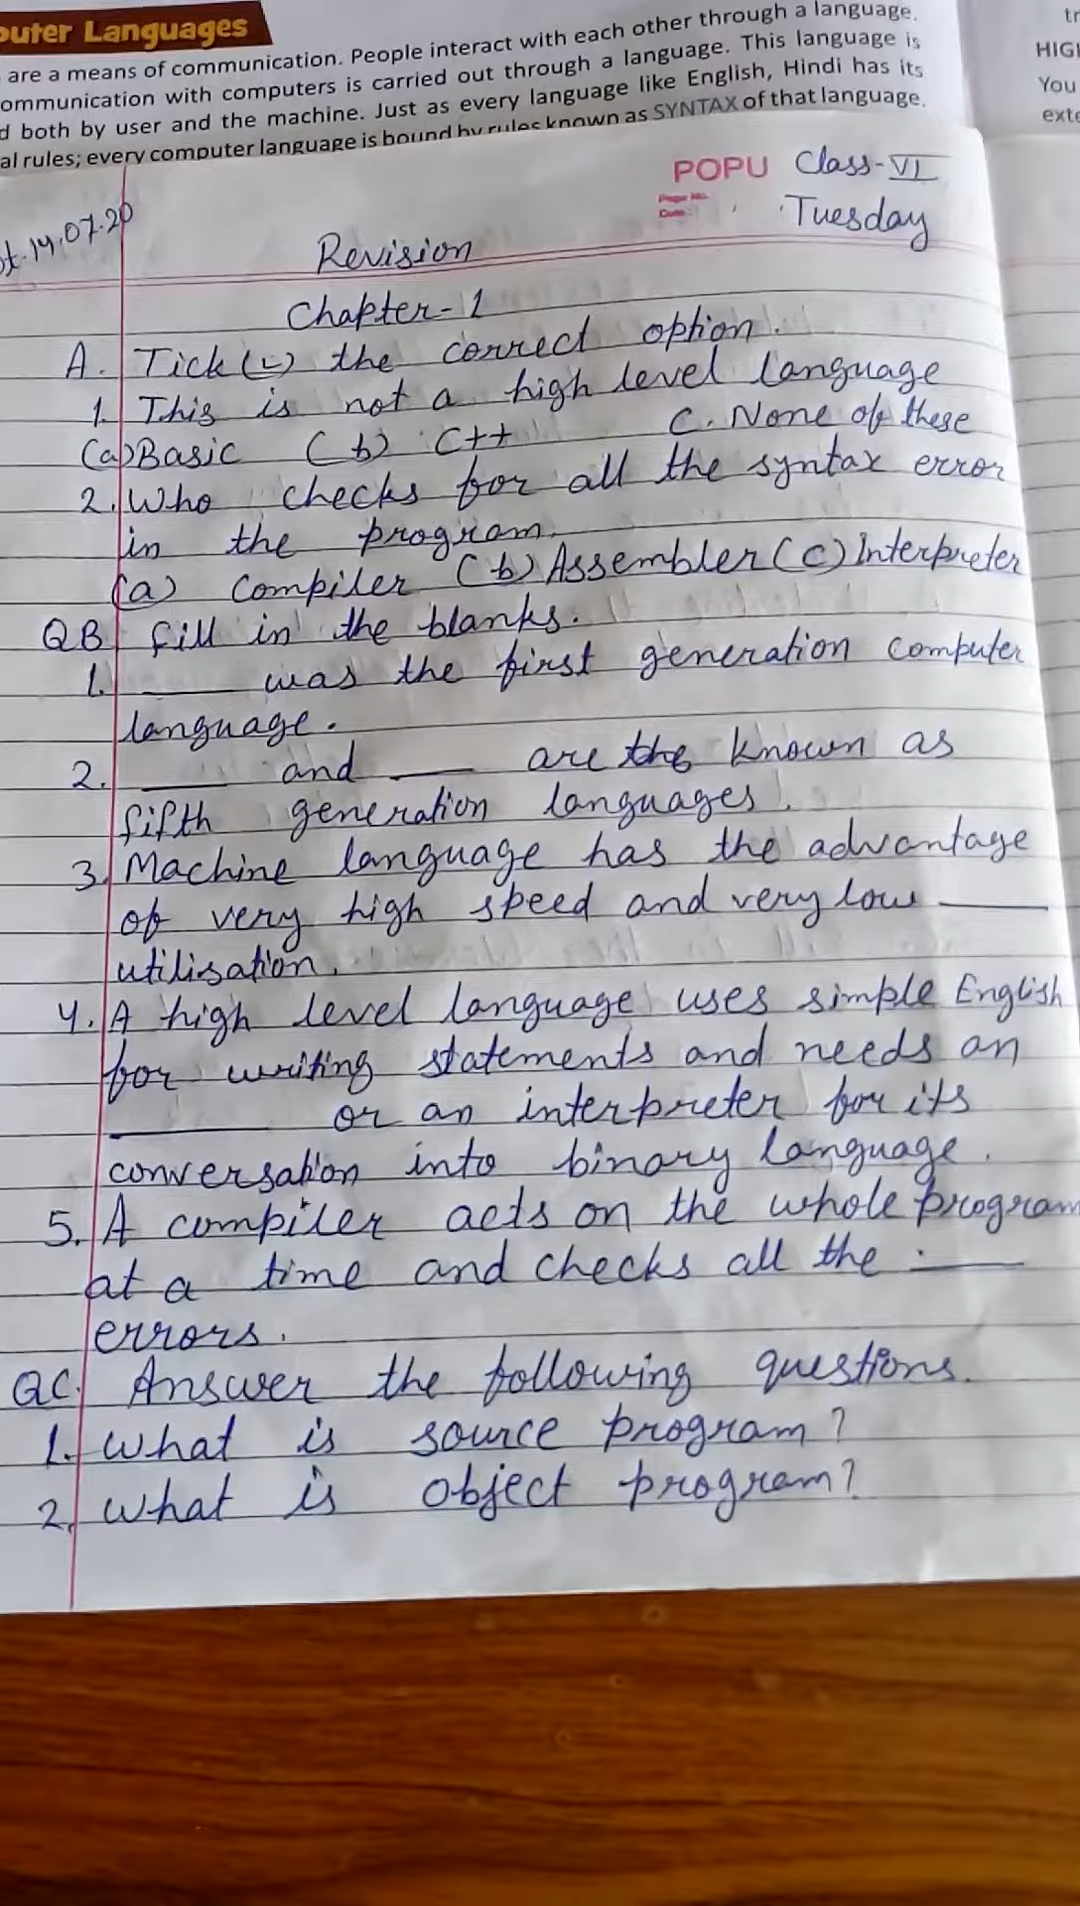 outer Languages
are a means of communication. People interact with each other through a language.
ommunication with computers is carried out through a language. This language is
d both by user and the machine. Just as every language like English, Hindi has its
al rules; every computer language is bound by rules known as SYNTAX of that language.
tr
HIGH
You
exte
POPU Class-VI
Page No.
Date:
Tuesday
Dt.14.07.20
Revision
Chapter-1
A. Tick (✓) the correct option.
1. This is not a high level language
(a)Basic (b) C++ C. None of these
2. Who checks for all the syntax error
in the program.
(a) Compiler (b) Assembler (c) Interpreter
QB fill in the blanks.
1. ____ was the first generation computer
language.
2. ____ and ____ are the known as
fifth generation languages.
3. Machine language has the advantage
of very high speed and very low ____
utilisation.
4. A high level language uses simple English
for writing statements and needs an
____ or an interpreter for its
conversation into binary language.
5. A compiler acts on the whole program
at a time and checks all the ____
errors.
QC. Answer the following questions.
1. What is source program?
2. What is object program?